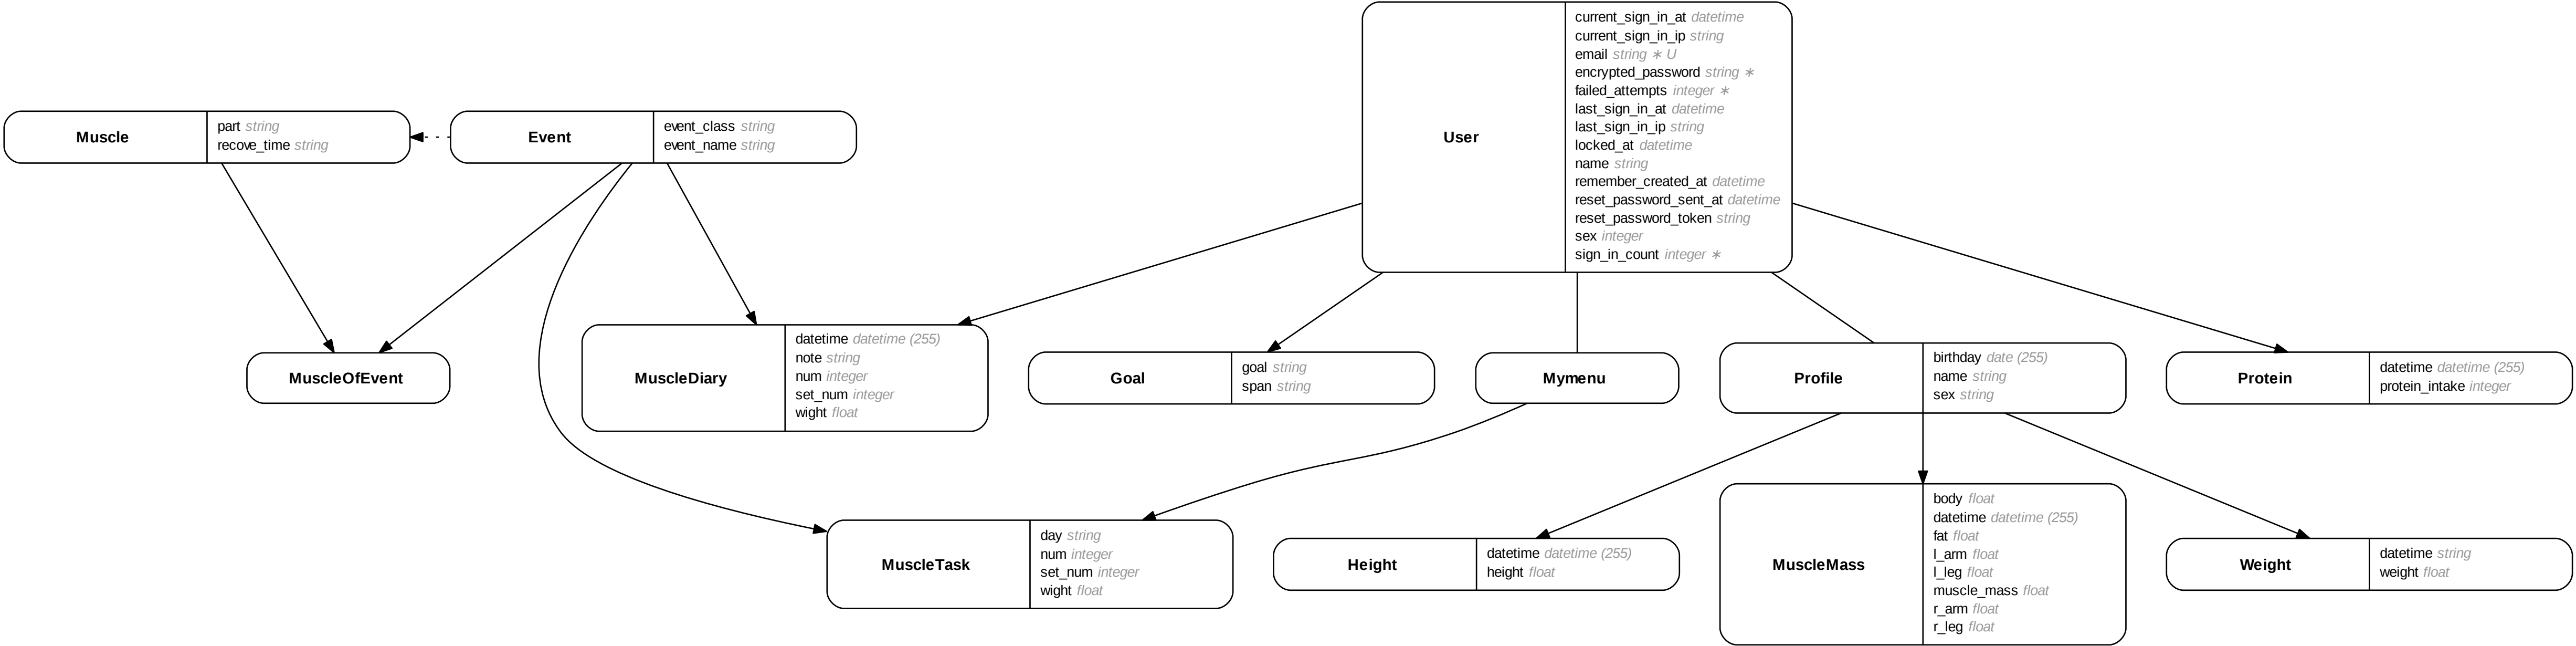 Muscle
part string
recove_time string
Event
event_class string
event_name string
User
current_sign_in_at datetime
current_sign_in_ip string
email string ∗ U
encrypted_password string ∗
failed_attempts integer ∗
last_sign_in_at datetime
last_sign_in_ip string
locked_at datetime
name string
remember_created_at datetime
reset_password_sent_at datetime
reset_password_token string
sex integer
sign_in_count integer ∗
MuscleOfEvent
MuscleDiary
datetime datetime (255)
note string
num integer
set_num integer
wight float
Goal
goal string
span string
Mymenu
Profile
birthday date (255)
name string
sex string
Protein
datetime datetime (255)
protein_intake integer
MuscleTask
day string
num integer
set_num integer
wight float
Height
datetime datetime (255)
height float
MuscleMass
body float
datetime datetime (255)
fat float
l_arm float
l_leg float
muscle_mass float
r_arm float
r_leg float
Weight
datetime string
weight float